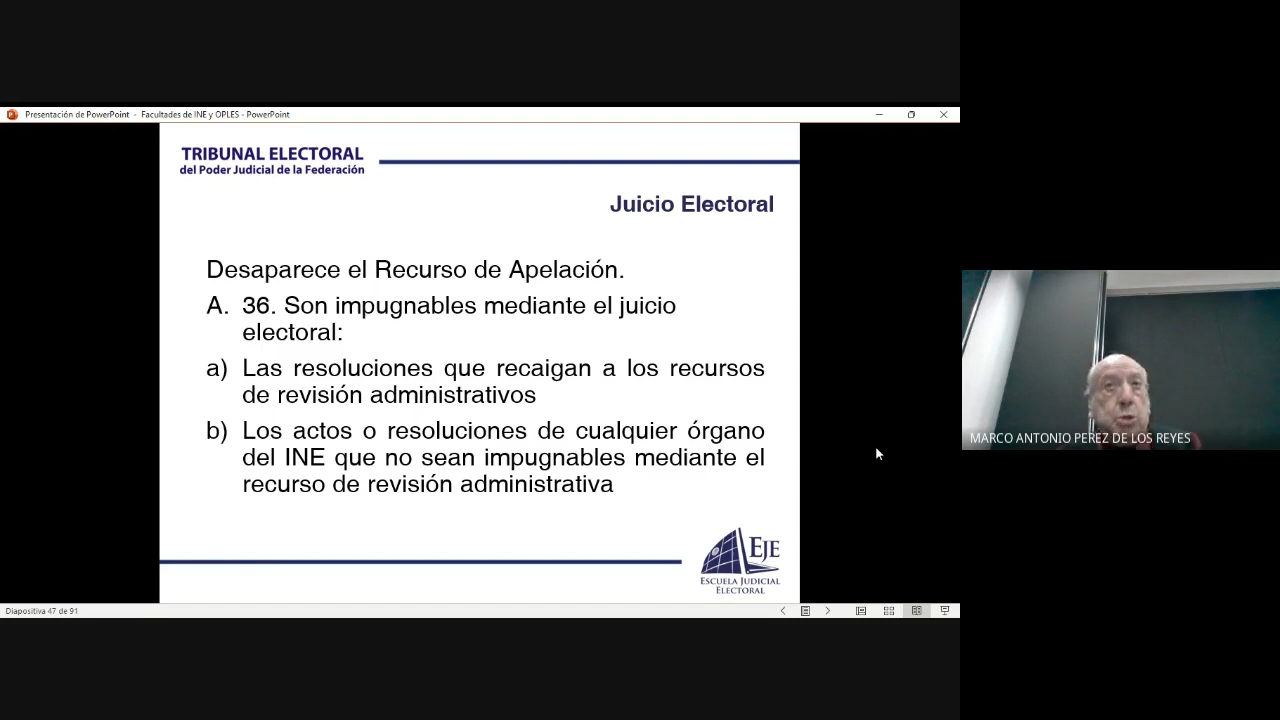 Presentación de PowerPoint - Facultades de INE y OPLES - PowerPoint
TRIBUNAL ELECTORAL
del Poder Judicial de la Federación
Juicio Electoral
Desaparece el Recurso de Apelación.
A. 36. Son impugnables mediante el juicio
electoral:
a) Las resoluciones que recaigan a los recursos
de revisión administrativos
b) Los actos o resoluciones de cualquier órgano
del INE que no sean impugnables mediante el
recurso de revisión administrativa
EJE
ESCUELA JUDICIAL
ELECTORAL
Diapositiva 47 de 91
MARCO ANTONIO PEREZ DE LOS REYES